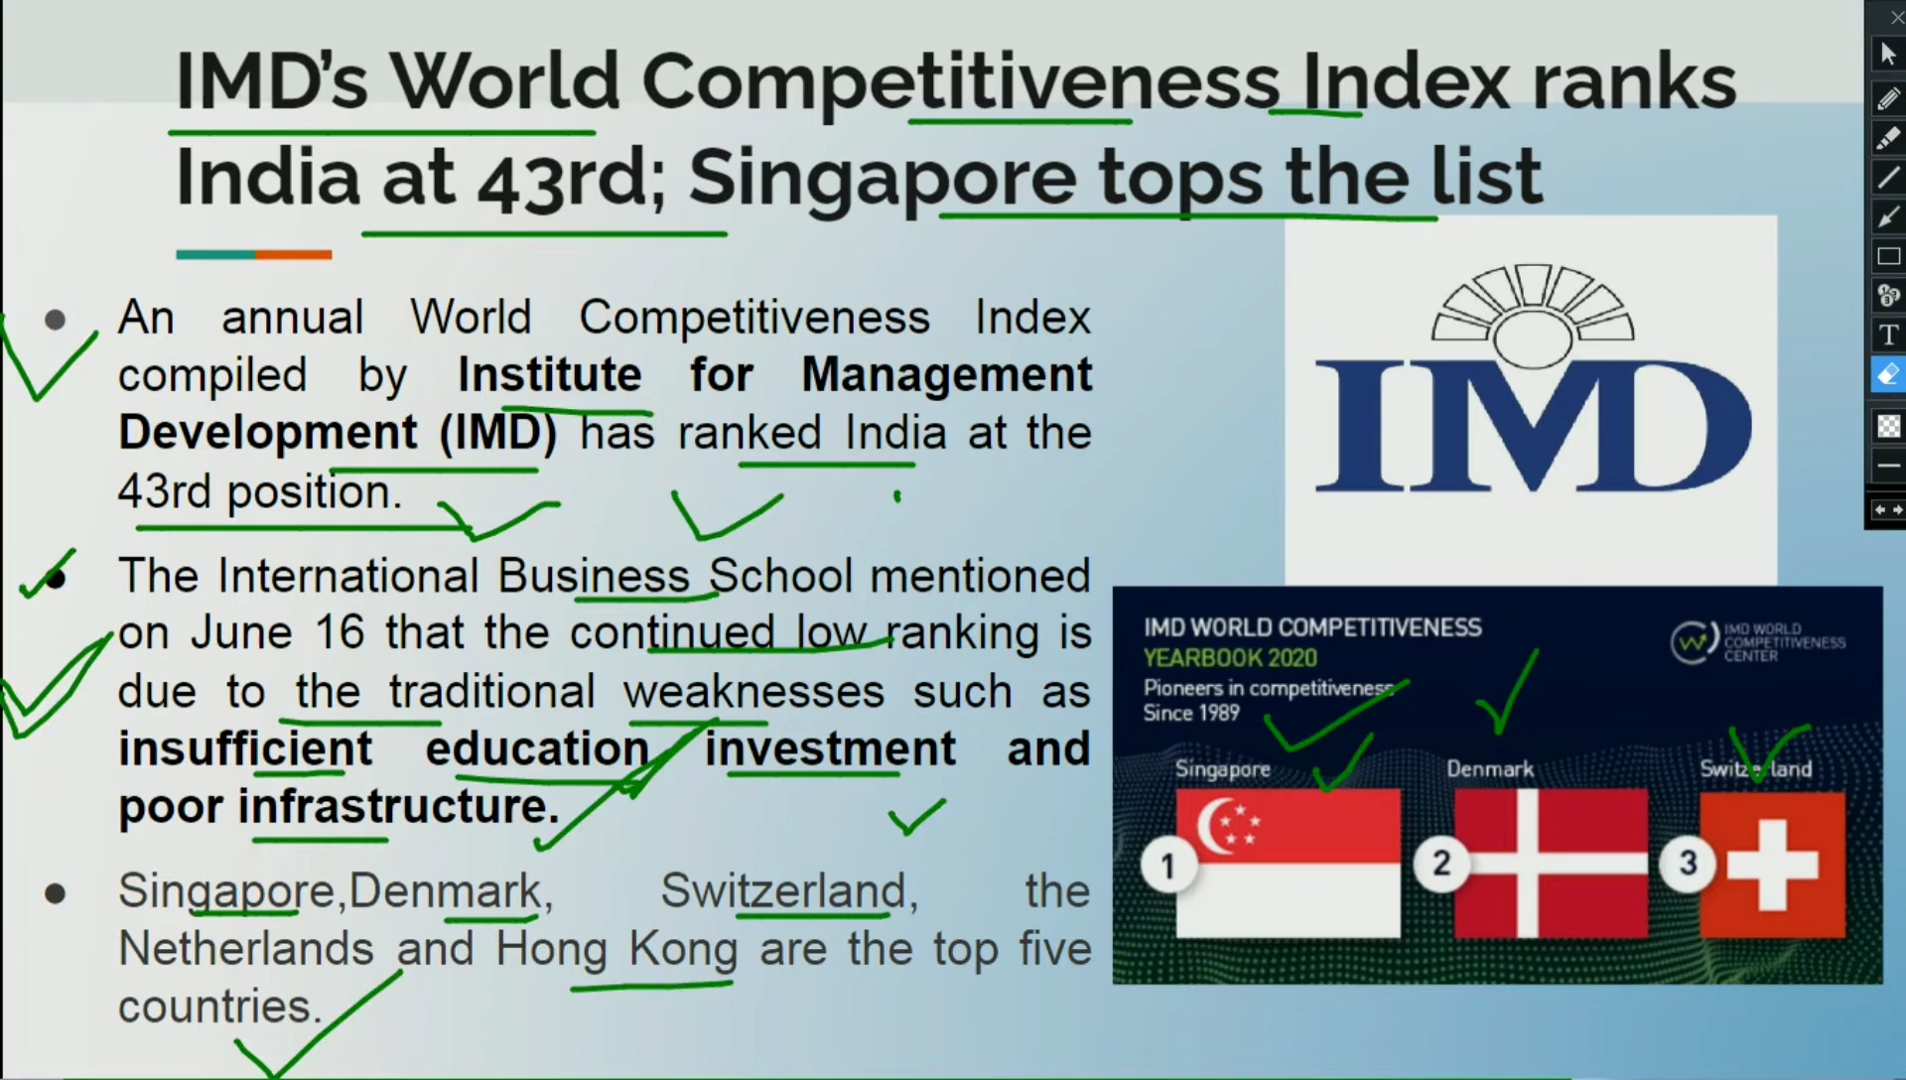 IMD’s World Competitiveness Index ranks
India at 43rd; Singapore tops the list
An annual World Competitiveness Index
compiled by Institute for Management
Development (IMD) has ranked India at the
43rd position.
The International Business School mentioned
on June 16 that the continued low ranking is
due to the traditional weaknesses such as
insufficient education investment and
poor infrastructure.
Singapore,Denmark, Switzerland, the
Netherlands and Hong Kong are the top five
countries.
IMD
IMD WORLD COMPETITIVENESS
YEARBOOK 2020
Pioneers in competitiveness
Since 1989
IMD WORLD
COMPETITIVENESS
CENTER
Singapore Denmark Switzerland
1 2 3
T